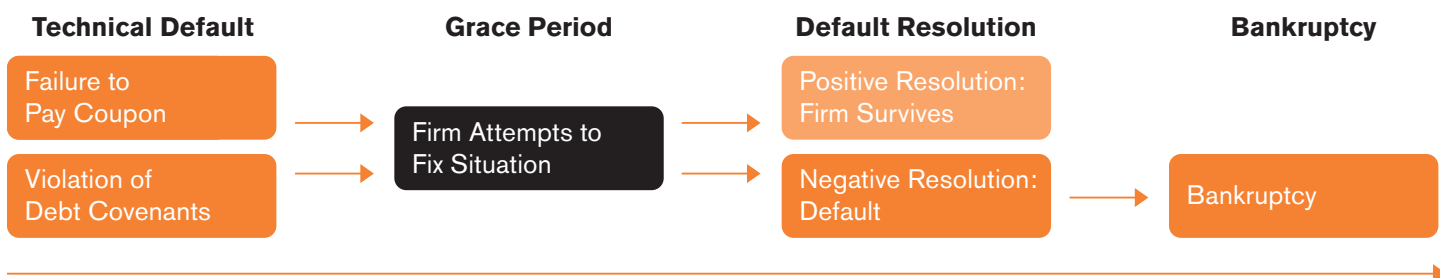 Technical Default
Grace Period
Default Resolution
Bankruptcy
Failure to
Pay Coupon
Violation of
Debt Covenants
Firm Attempts to
Fix Situation
Positive Resolution:
Firm Survives
Negative Resolution:
Default
Bankruptcy